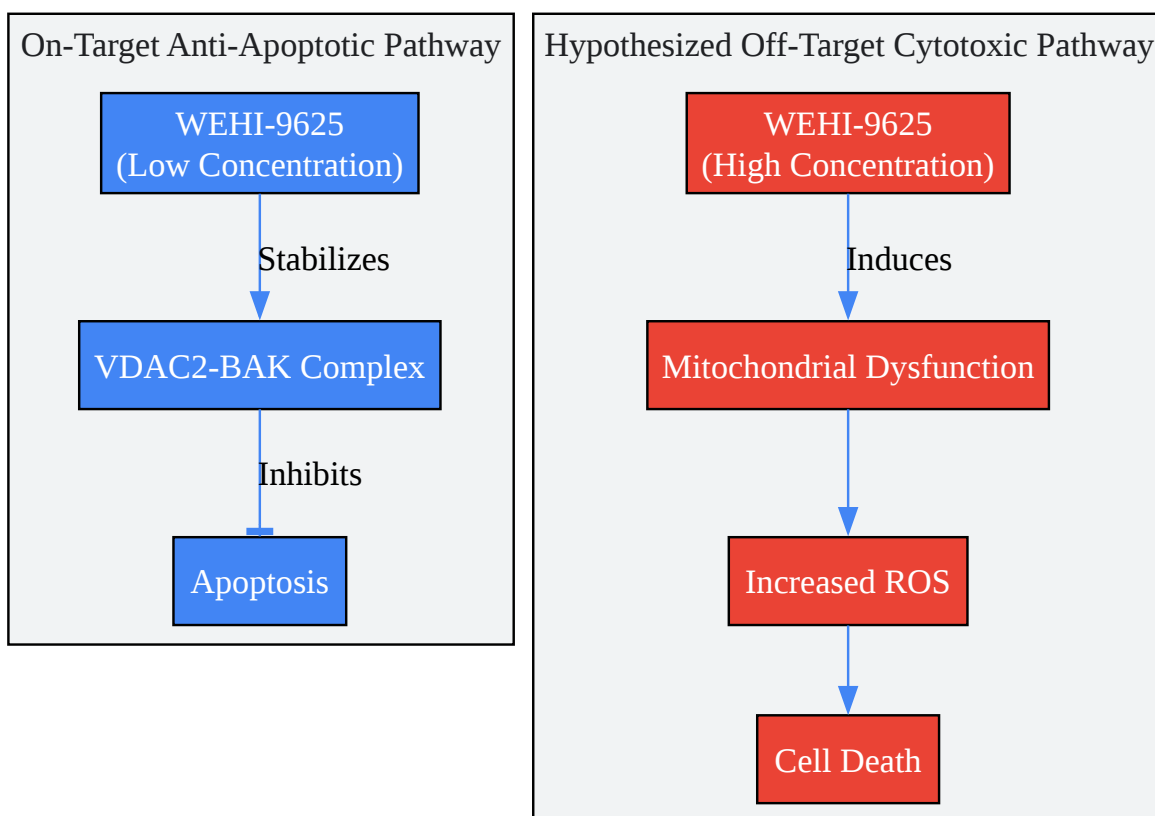 On-Target Anti-Apoptotic Pathway
WEHI-9625
(Low Concentration)
Stabilizes
VDAC2-BAK Complex
Inhibits
Apoptosis
Hypothesized Off-Target Cytotoxic Pathway
WEHI-9625
(High Concentration)
Induces
Mitochondrial Dysfunction
Increased ROS
Cell Death